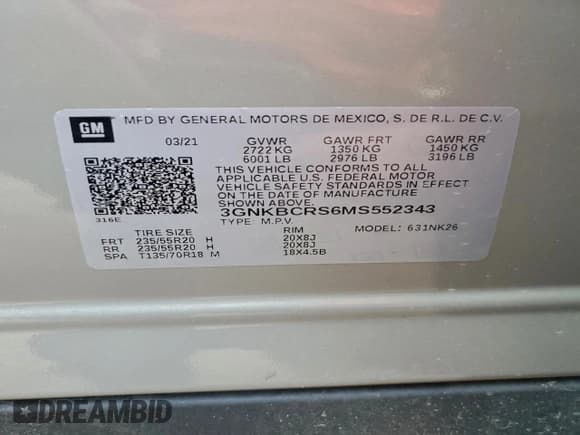 GM
MFD BY GENERAL MOTORS DE MEXICO, S. DE R.L. DE C.V.
03/21 GVWR GAWR FRT GAWR RR
2722 KG 1350 KG 1450 KG
6001 LB 2976 LB 3196 LB
THIS VEHICLE CONFORMS TO ALL
APPLICABLE U.S. FEDERAL MOTOR
VEHICLE SAFETY STANDARDS IN EFFECT
ON THE DATE OF MANUFACTURE
SHOWN ABOVE.
316E 3GNKBCRS6MS552343
TYPE: M.P.V. MODEL: 631NK26
TIRE SIZE RIM
FRT 235/55R20 H 20X8J
RR 235/55R20 H 20X8J
SPA T135/70R18 M 18X4.5B
DREAMBID